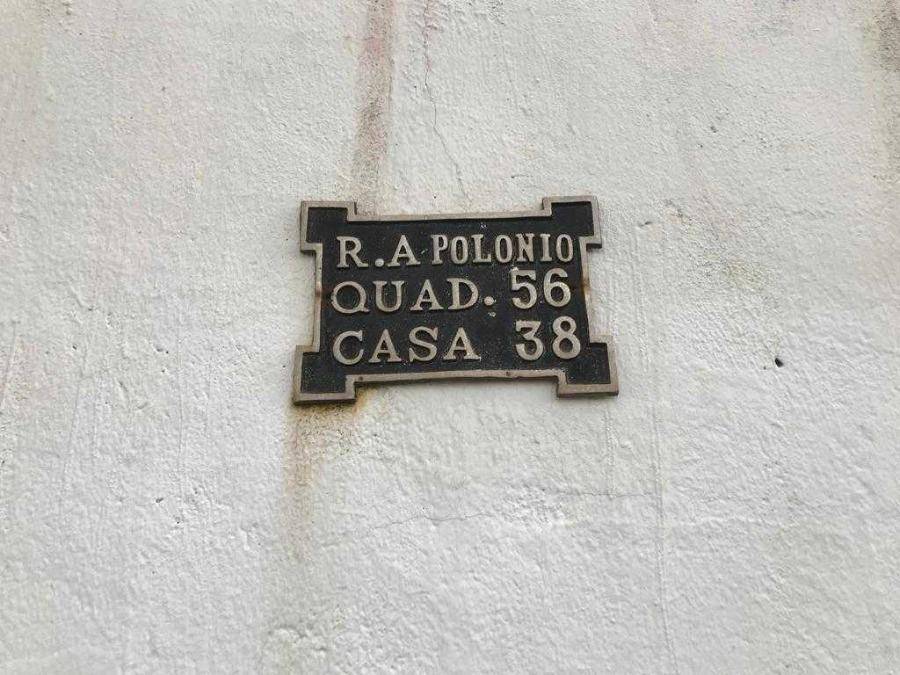 R. A POLONIO
QUAD. 56
CASA 38